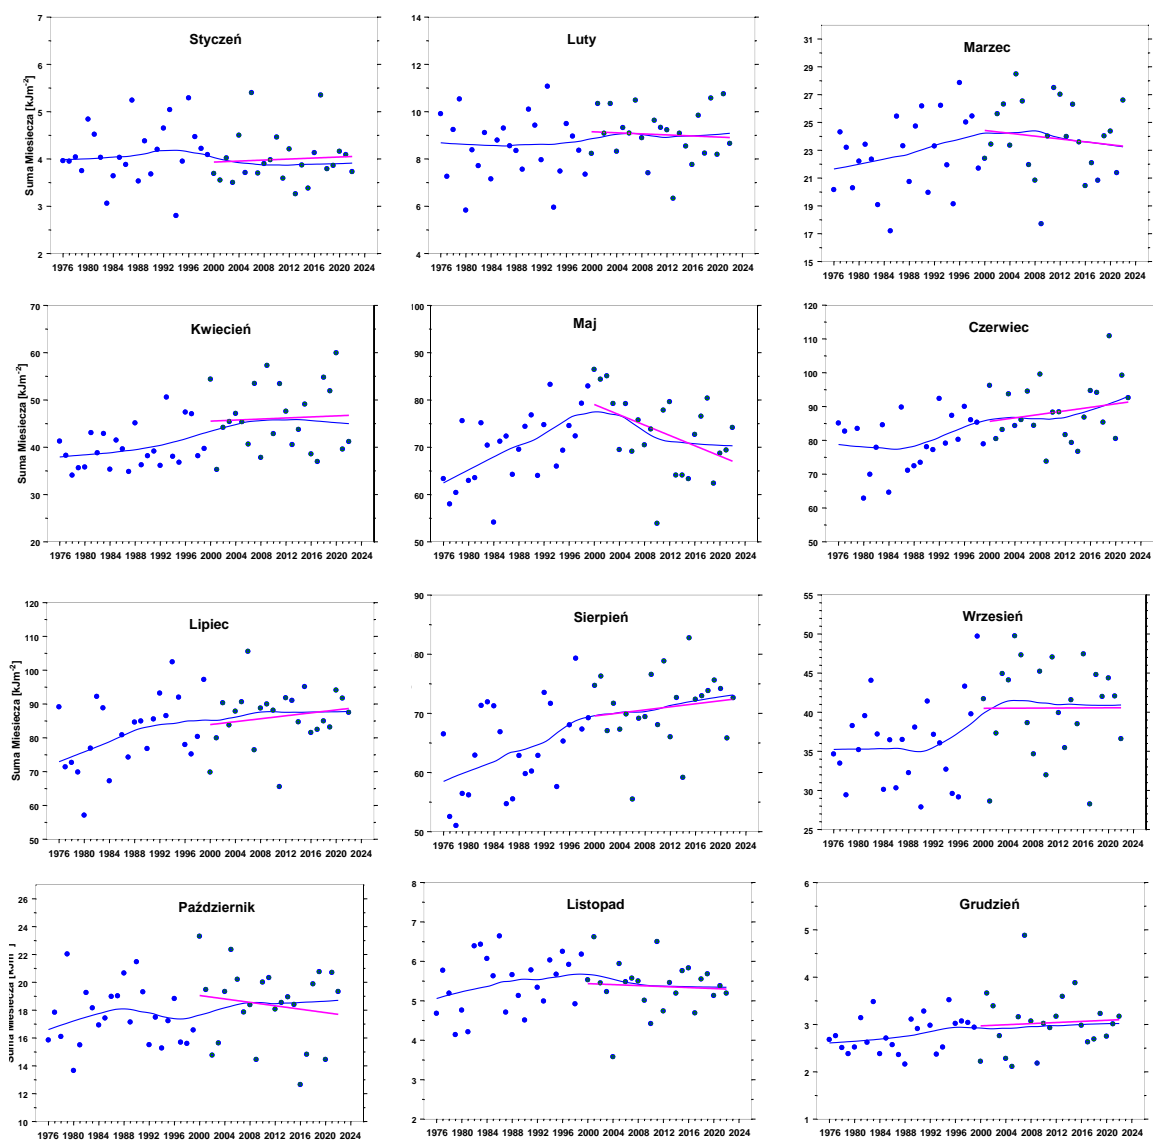 Styczeń
Suma Miesiecza [kJm⁻²]
7
6
5
4
3
2
1976 1980 1984 1988 1992 1996 2000 2004 2008 2012 2016 2020 2024
Luty
14
12
10
8
6
4
1976 1980 1984 1988 1992 1996 2000 2004 2008 2012 2016 2020 2024
Marzec
31
29
27
25
23
21
19
17
15
1976 1980 1984 1988 1992 1996 2000 2004 2008 2012 2016 2020 2024
Kwiecień
Suma Miesiecza [kJm⁻²]
70
60
50
40
30
20
1976 1980 1984 1988 1992 1996 2000 2004 2008 2012 2016 2020 2024
Maj
100
90
80
70
60
50
1976 1980 1984 1988 1992 1996 2000 2004 2008 2012 2016 2020 2024
Czerwiec
120
110
100
90
80
70
60
50
1976 1980 1984 1988 1992 1996 2000 2004 2008 2012 2016 2020 2024
Lipiec
Suma Miesiecza [kJm⁻²]
120
110
100
90
80
70
60
50
1976 1980 1984 1988 1992 1996 2000 2004 2008 2012 2016 2020 2024
Sierpień
90
80
70
60
50
1976 1980 1984 1988 1992 1996 2000 2004 2008 2012 2016 2020 2024
Wrzesień
55
50
45
40
35
30
25
1976 1980 1984 1988 1992 1996 2000 2004 2008 2012 2016 2020 2024
Październik
Suma Miesiecza [kJm⁻²]
26
24
22
20
18
16
14
12
10
1976 1980 1984 1988 1992 1996 2000 2004 2008 2012 2016 2020 2024
Listopad
8
7
6
5
4
3
2
1976 1980 1984 1988 1992 1996 2000 2004 2008 2012 2016 2020 2024
Grudzień
6
5
4
3
2
1
1976 1980 1984 1988 1992 1996 2000 2004 2008 2012 2016 2020 2024